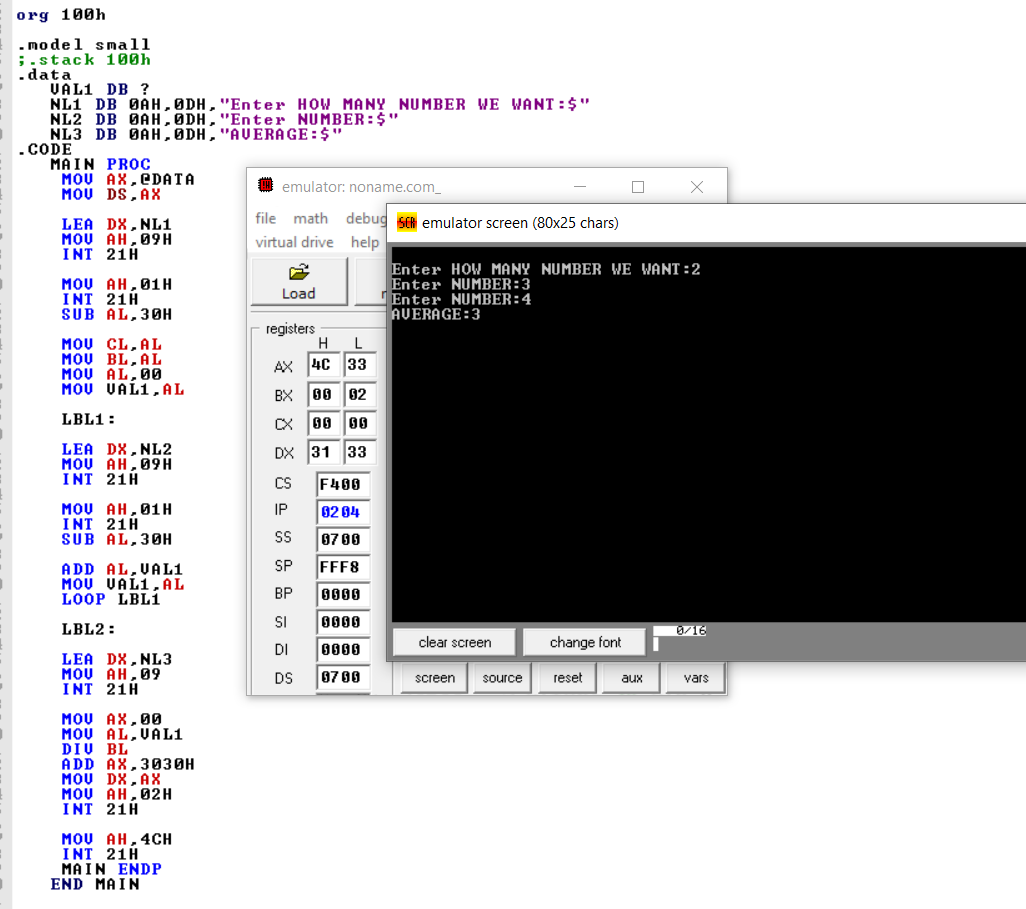 org 100h
.model small
;.stack 100h
.data
VAL1 DB ?
NL1 DB 0AH,0DH,"Enter HOW MANY NUMBER WE WANT:$"
NL2 DB 0AH,0DH,"Enter NUMBER:$"
NL3 DB 0AH,0DH,"AVERAGE:$"
.CODE
MAIN PROC
MOV AX,@DATA
MOV DS,AX
LEA DX,NL1
MOV AH,09H
INT 21H
MOV AH,01H
INT 21H
SUB AL,30H
MOV CL,AL
MOV BL,AL
MOV AL,00
MOV VAL1,AL
LBL1:
LEA DX,NL2
MOV AH,09H
INT 21H
MOV AH,01H
INT 21H
SUB AL,30H
ADD AL,VAL1
MOV VAL1,AL
LOOP LBL1
LBL2:
LEA DX,NL3
MOV AH,09
INT 21H
MOV AX,00
MOV AL,VAL1
DIV BL
ADD AX,3030H
MOV DX,AX
MOV AH,02H
INT 21H
MOV AH,4CH
INT 21H
MAIN ENDP
END MAIN
emulator: noname.com_
file math debug
virtual drive help
Load
registers
H L
AX 4C 33
BX 00 02
CX 00 00
DX 31 33
CS F400
IP 0204
SS 0700
SP FFF8
BP 0000
SI 0000
DI 0000
DS 0700
screen source reset aux vars
SCR emulator screen (80x25 chars)
Enter HOW MANY NUMBER WE WANT:2
Enter NUMBER:3
Enter NUMBER:4
AVERAGE:3
clear screen change font 0/16